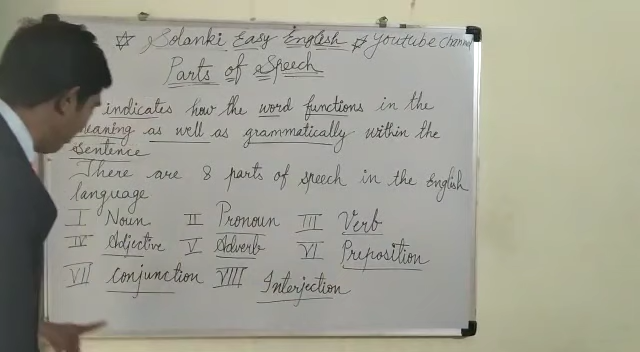 ☆ Solanki Easy English ☆ Youtube Channel
Parts of Speech
indicates how the word functions in the
meaning as well as grammatically within the
sentence
There are 8 parts of speech in the English
language
I Noun II Pronoun III Verb
IV Adjective V Adverb VI Preposition
VII Conjunction VIII Interjection